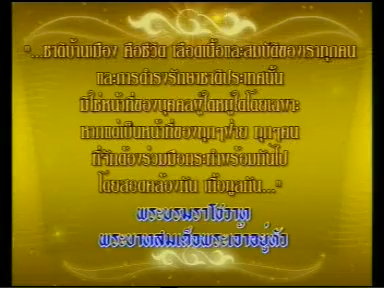 "...ชาติบ้านเมือง คือชีวิต เลือดเนื้อและสมบัติของเราทุกคน
และการดำรงรักษาชาติประเทศนั้น
มิใช่หน้าที่ของบุคคลผู้ใดหมู่ใดโดยเฉพาะ
หากแต่เป็นหน้าที่ของทุกๆฝ่าย ทุกๆคน
ที่จักต้องร่วมมือกระทำพร้อมกันไป
โดยสอดคล้องกัน เกื้อกูลกัน..."
พระบรมราโชวาท
พระบาทสมเด็จพระเจ้าอยู่หัว